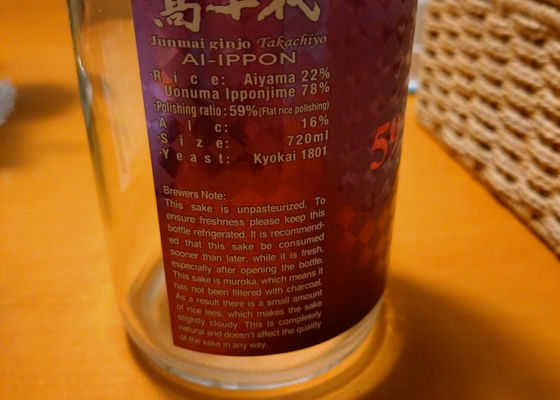 高千代
Junmai ginjo Takachiyo
AI-IPPON
·Rice: Aiyama 22%
Uonuma Ipponjime 78%
·Polishing ratio : 59% (Flat rice polishing)
·Alc: 16%
·Size: 720ml
·Yeast: Kyokai 1801
Brewers Note:
This sake is unpasteurized. To
ensure freshness please keep this
bottle refrigerated. It is recommend-
ed that this sake be consumed
sooner than later, while it is fresh,
especially after opening the bottle.
This sake is muroka, which means it
has not been filtered with charcoal.
As a result there is a small amount
of rice lees, which makes the sake
slightly cloudy. This is completely
natural and doesn't affect the quality
of the sake in any way.